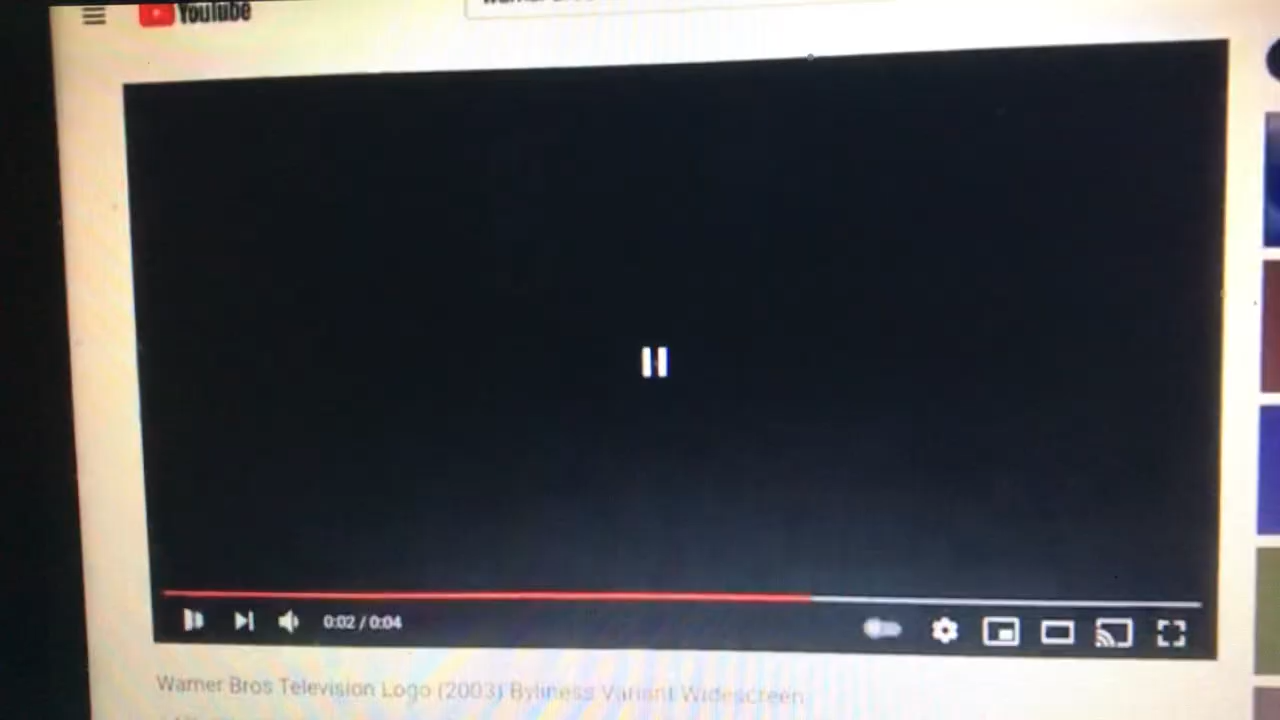 YouTube
0:02 / 0:04
Warner Bros Television Logo (2003) Byliness Variant Widescreen